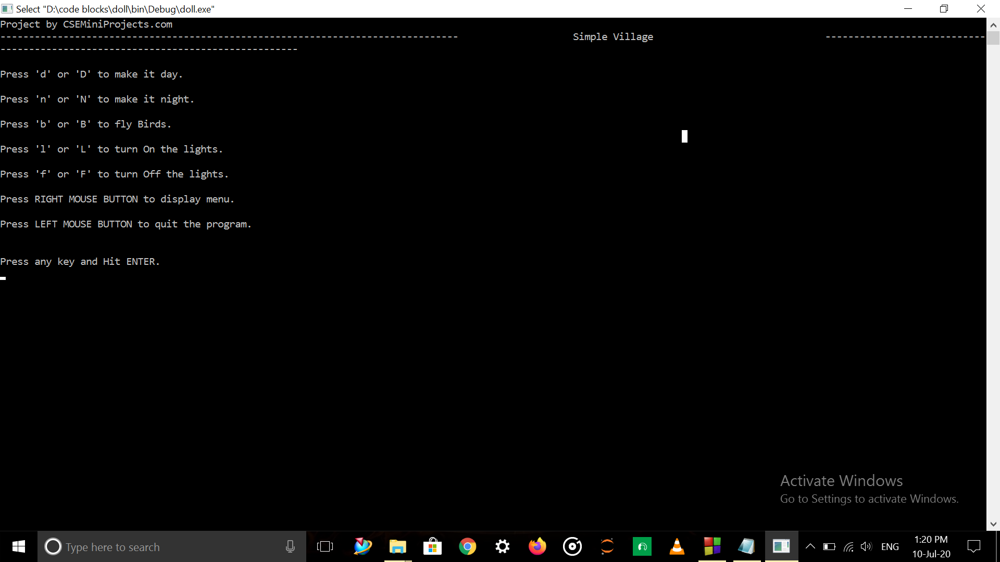 Select "D:\code blocks\doll\bin\Debug\doll.exe"
Project by CSEMiniProjects.com
-------------------------------------------------------------------------------- Simple Village ----------------------------
----------------------------------------------------
Press 'd' or 'D' to make it day.
Press 'n' or 'N' to make it night.
Press 'b' or 'B' to fly Birds.
Press 'l' or 'L' to turn On the lights.
Press 'f' or 'F' to turn Off the lights.
Press RIGHT MOUSE BUTTON to display menu.
Press LEFT MOUSE BUTTON to quit the program.
Press any key and Hit ENTER.
Activate Windows
Go to Settings to activate Windows.
Type here to search
ENG
1:20 PM
10-Jul-20